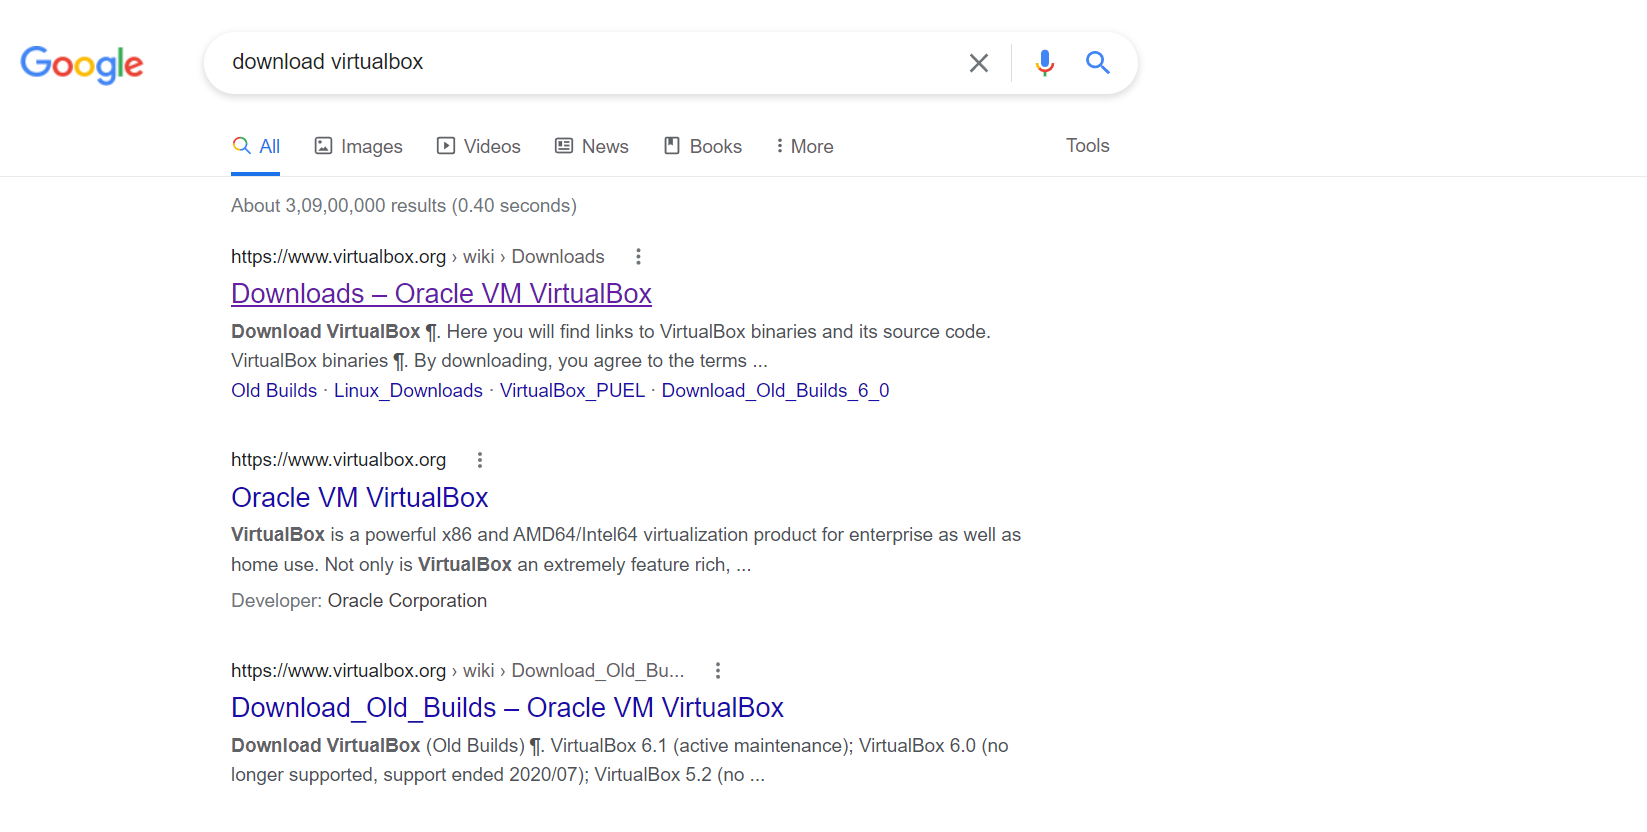 Google
download virtualbox
All Images Videos News Books More Tools
About 3,09,00,000 results (0.40 seconds)
https://www.virtualbox.org › wiki › Downloads
Downloads – Oracle VM VirtualBox
Download VirtualBox ¶. Here you will find links to VirtualBox binaries and its source code.
VirtualBox binaries ¶. By downloading, you agree to the terms ...
Old Builds · Linux_Downloads · VirtualBox_PUEL · Download_Old_Builds_6_0
https://www.virtualbox.org
Oracle VM VirtualBox
VirtualBox is a powerful x86 and AMD64/Intel64 virtualization product for enterprise as well as
home use. Not only is VirtualBox an extremely feature rich, ...
Developer: Oracle Corporation
https://www.virtualbox.org › wiki › Download_Old_Bu...
Download_Old_Builds – Oracle VM VirtualBox
Download VirtualBox (Old Builds) ¶. VirtualBox 6.1 (active maintenance); VirtualBox 6.0 (no
longer supported, support ended 2020/07); VirtualBox 5.2 (no ...